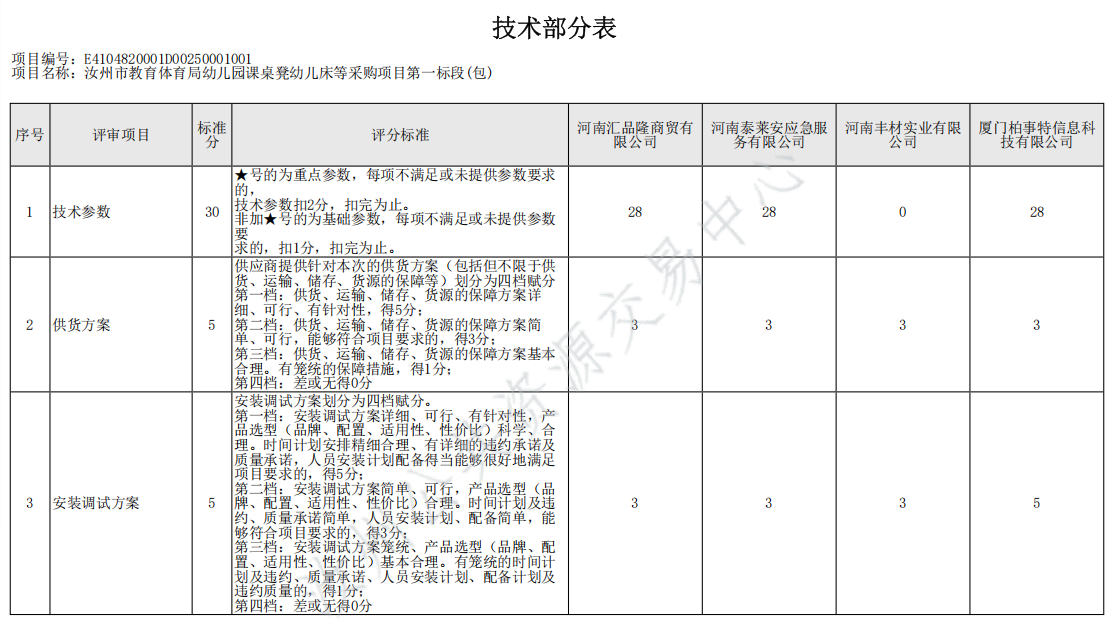 技术部分表
项目编号：E4104820001D00250001001
项目名称：汝州市教育体育局幼儿园课桌凳幼儿床等采购项目第一标段(包)
序号
评审项目
标准
分
评分标准
河南汇品隆商贸有
限公司
河南泰莱安应急服
务有限公司
河南丰材实业有限
公司
厦门柏事特信息科
技有限公司
1
技术参数
30
★号的为重点参数，每项不满足或未提供参数要求
的，
技术参数扣2分，扣完为止。
非加★号的为基础参数，每项不满足或未提供参数
要
求的，扣1分，扣完为止。
28
28
0
28
2
供货方案
5
供应商提供针对本次的供货方案（包括但不限于供
货、运输、储存、货源的保障等）划分为四档赋分
第一档：供货、运输、储存、货源的保障方案详
细、可行、有针对性，得5分；
第二档：供货、运输、储存、货源的保障方案简
单、可行，能够符合项目要求的，得3分；
第三档：供货、运输、储存、货源的保障方案基本
合理。有笼统的保障措施，得1分；
第四档：差或无得0分
3
3
3
3
3
安装调试方案
5
安装调试方案划分为四档赋分。
第一档：安装调试方案详细、可行、有针对性，产
品选型（品牌、配置、适用性、性价比）科学、合
理。时间计划安排精细合理、有详细的违约承诺及
质量承诺，人员安装计划配备得当能够很好地满足
项目要求的，得5分；
第二档：安装调试方案简单、可行，产品选型（品
牌、配置、适用性、性价比）合理。时间计划及违
约、质量承诺简单，人员安装计划、配备简单，能
够符合项目要求的，得3分；
第三档：安装调试方案笼统、产品选型（品牌、配
置、适用性、性价比）基本合理。有笼统的时间计
划及违约、质量承诺、人员安装计划、配备计划及
违约质量的，得1分；
第四档：差或无得0分
3
3
3
5
汝州公共资源交易中心